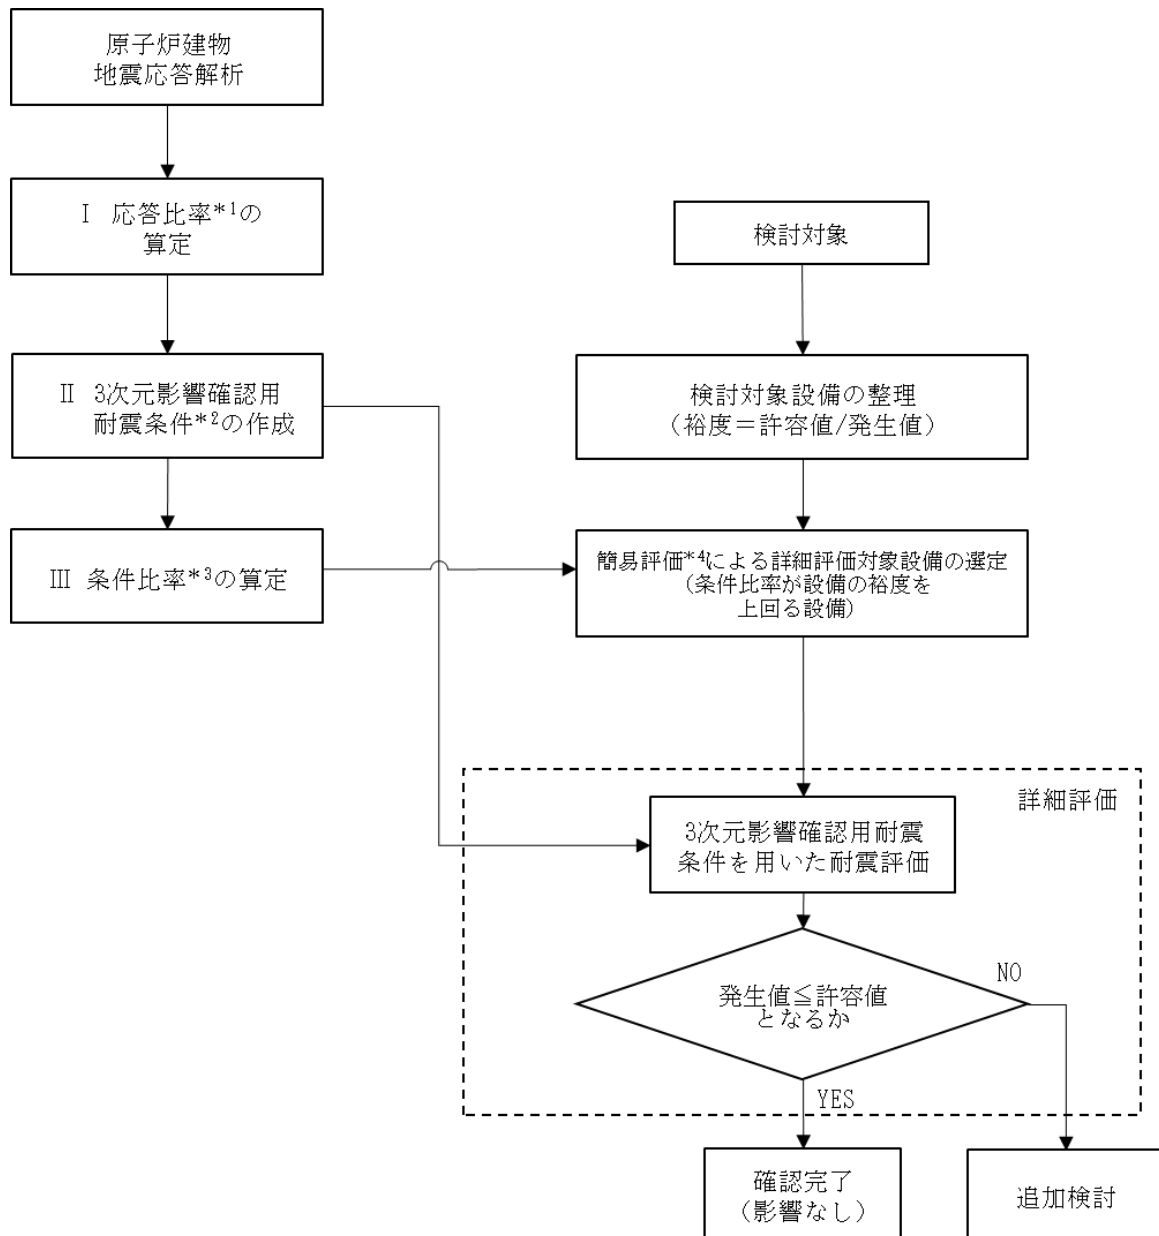 原子炉建物
地震応答解析
Ⅰ 応答比率*1の
算定
Ⅱ 3次元影響確認用
耐震条件*2の作成
Ⅲ 条件比率*3の算定
検討対象
検討対象設備の整理
(裕度=許容値/発生値)
簡易評価*4による詳細評価対象設備の選定
(条件比率が設備の裕度を
上回る設備)
詳細評価
3次元影響確認用耐震
条件を用いた耐震評価
発生値≦許容値
となるか
NO
YES
確認完了
(影響なし)
追加検討